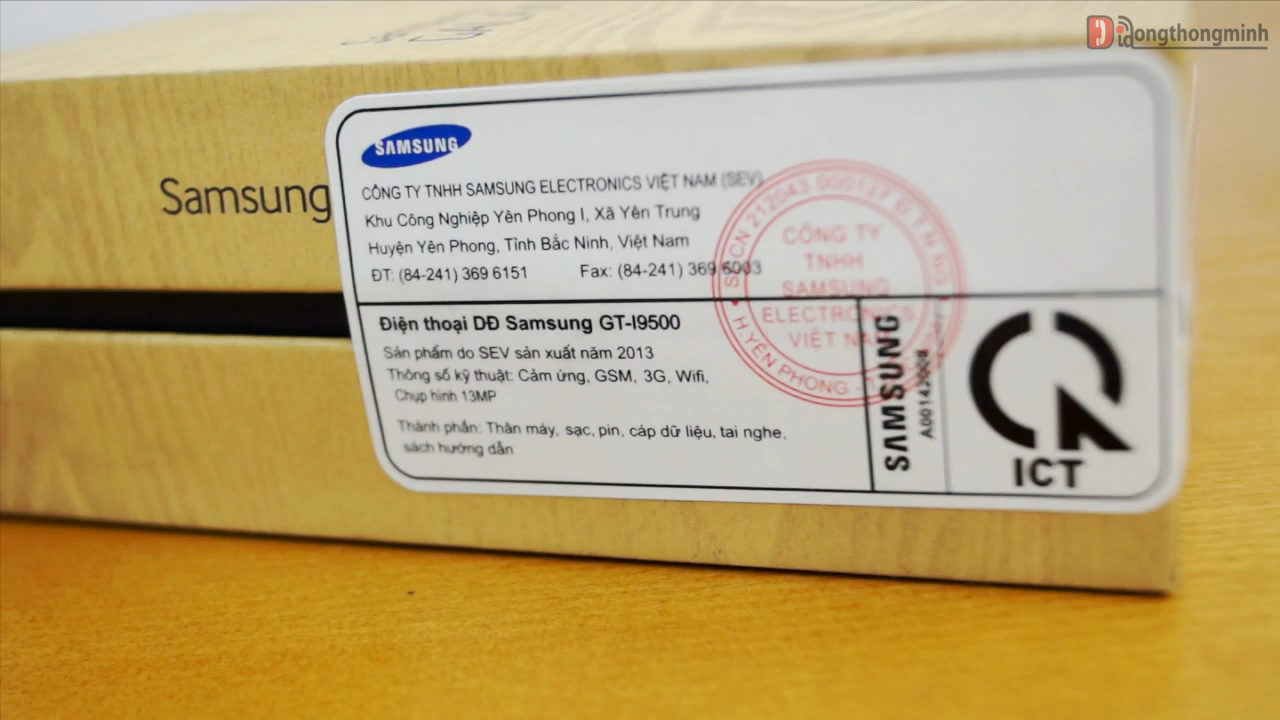 Didongthongminh
Samsung
SAMSUNG
CÔNG TY TNHH SAMSUNG ELECTRONICS VIỆT NAM (SEV)
Khu Công Nghiệp Yên Phong I, Xã Yên Trung
Huyện Yên Phong, Tỉnh Bắc Ninh, Việt Nam
ĐT: (84-241) 369 6151 Fax: (84-241) 369 6003
CÔNG TY
TNHH
SAMSUNG
ELECTRONICS
VIỆT NAM
H YÊN PHONG -
Điện thoại DĐ Samsung GT-I9500
Sản phẩm do SEV sản xuất năm 2013
Thông số kỹ thuật: Cảm ứng, GSM, 3G, Wifi,
Chụp hình 13MP
Thành phần: Thân máy, sạc, pin, cáp dữ liệu, tai nghe,
sách hướng dẫn
SAMSUNG
ICT